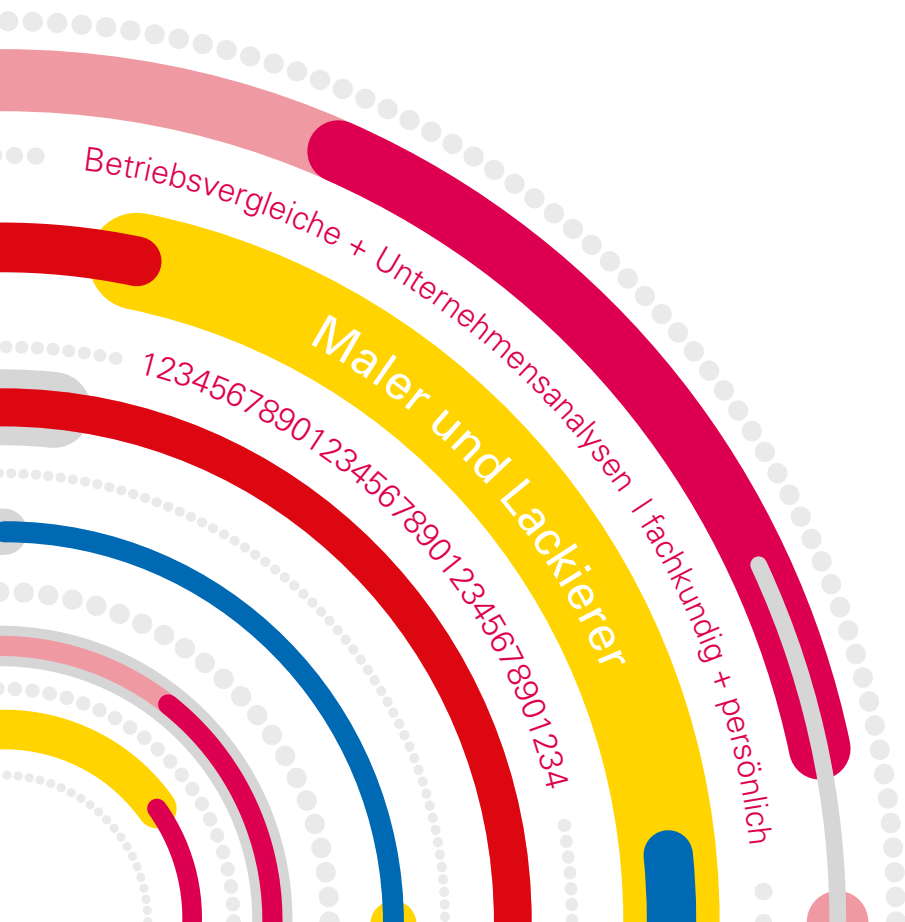 Betriebsvergleiche + Unternehmensanalysen I fachkundig + persönlich
Maler und Lackierer
1234567890123456789012345678901234